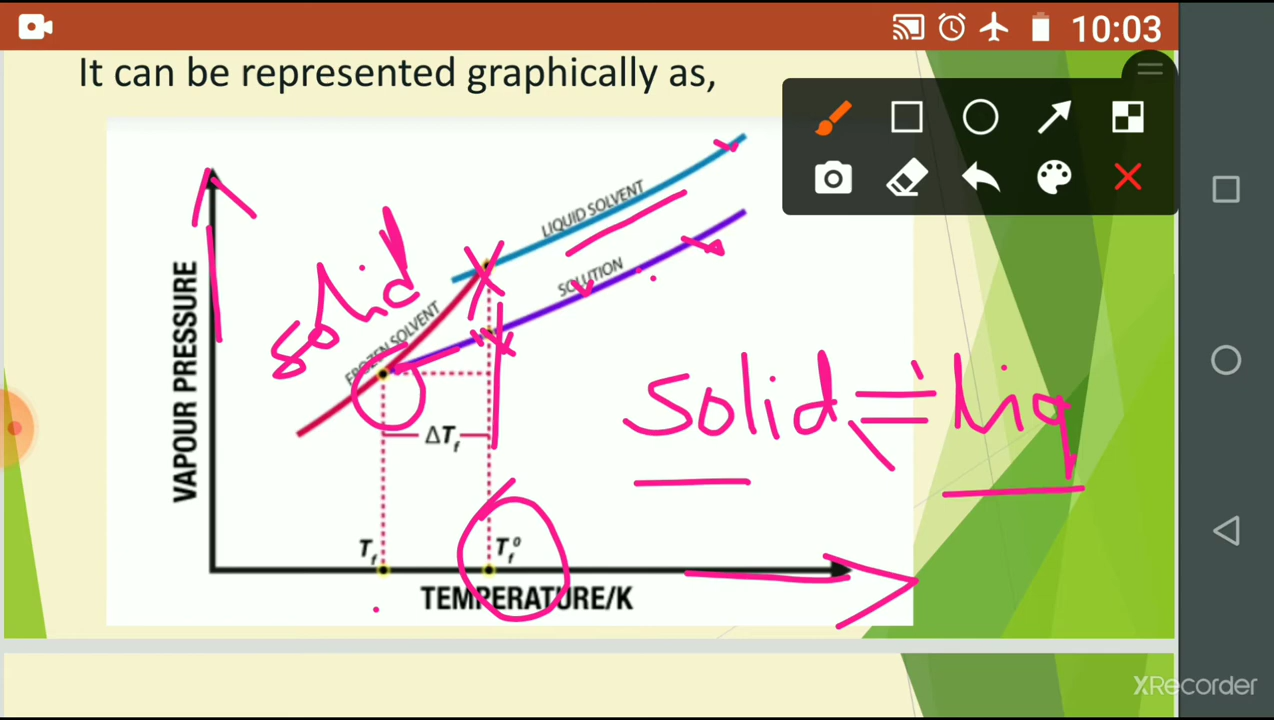 10:03
It can be represented graphically as,
LIQUID SOLVENT
SOLUTION
FROZEN SOLVENT
solid
VAPOUR PRESSURE
solid = Liq
ΔTf
Tf
Tf°
TEMPERATURE/K
XRecorder